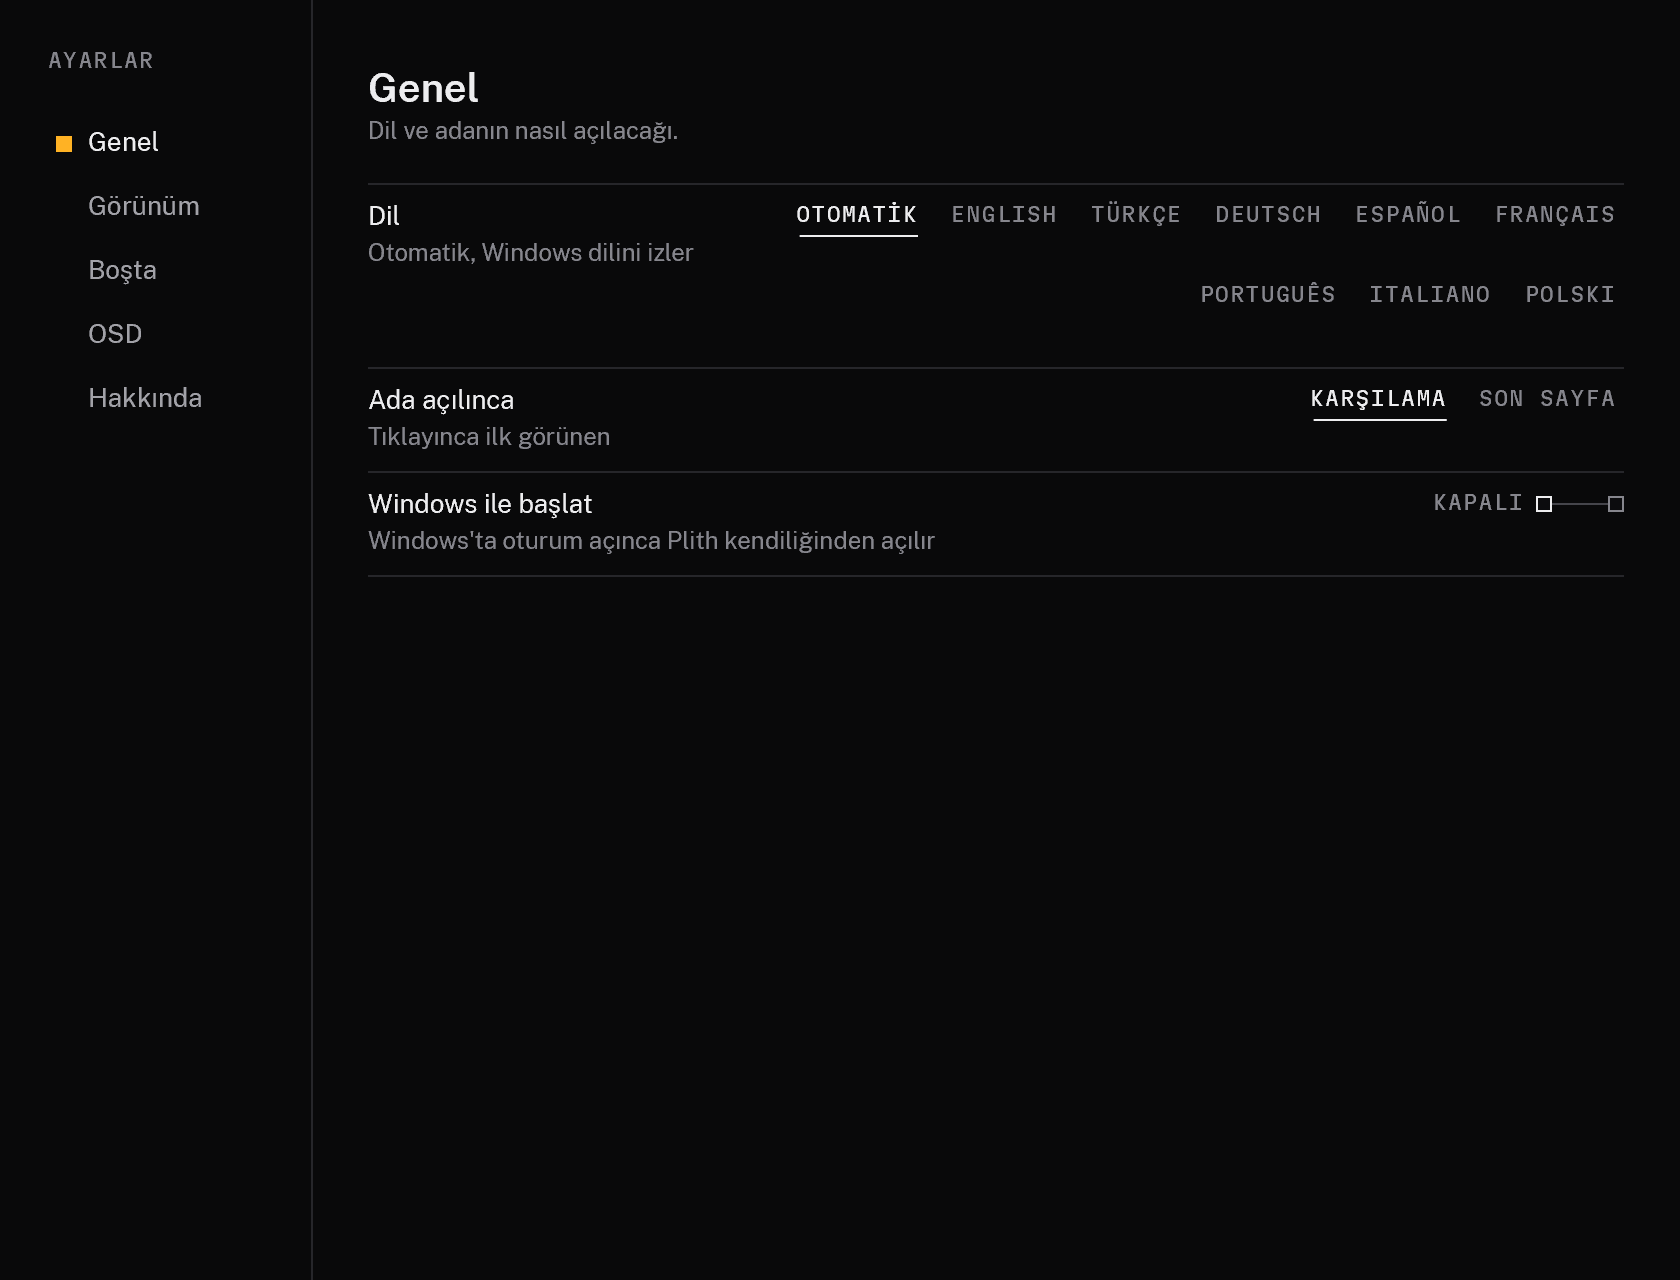 AYARLAR
Genel
Görünüm
Boşta
OSD
Hakkında
Genel
Dil ve adanın nasıl açılacağı.
Dil
Otomatik, Windows dilini izler
OTOMATİK ENGLISH TÜRKÇE DEUTSCH ESPAÑOL FRANÇAIS
PORTUGUÊS ITALIANO POLSKI
Ada açılınca
Tıklayınca ilk görünen
KARŞILAMA SON SAYFA
Windows ile başlat
Windows'ta oturum açınca Plith kendiliğinden açılır
KAPALI